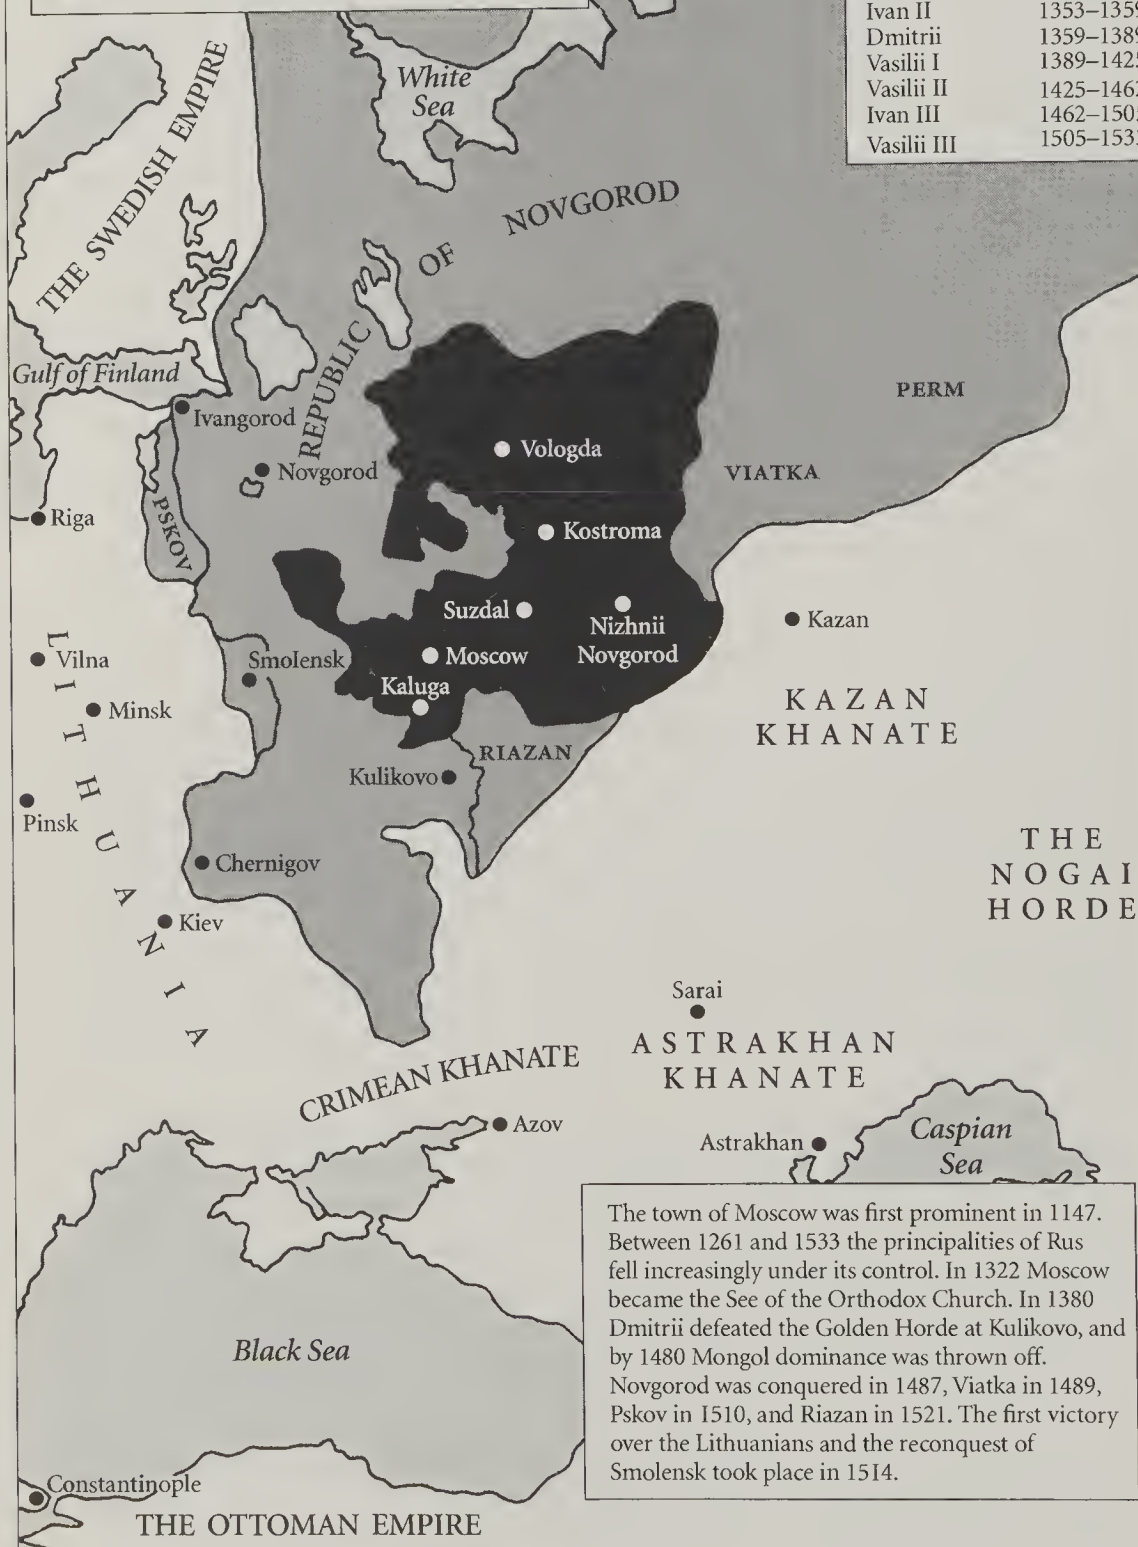 Ivan II 1353–1359
Dmitrii 1359–1389
Vasilii I 1389–1425
Vasilii II 1425–1462
Ivan III 1462–1505
Vasilii III 1505–1533
White
Sea
THE SWEDISH EMPIRE
REPUBLIC OF NOVGOROD
Gulf of Finland
Ivangorod
PERM
Vologda
Novgorod
VIATKA
Riga
PSKOV
Kostroma
Suzdal
Nizhnii
Novgorod
Kazan
Vilna
Smolensk
Moscow
Kaluga
Minsk
KAZAN
KHANATE
LITHUANIA
RIAZAN
Kulikovo
Pinsk
THE
NOGAI
HORDE
Chernigov
Kiev
Sarai
ASTRAKHAN
KHANATE
CRIMEAN KHANATE
Azov
Astrakhan
Caspian
Sea
The town of Moscow was first prominent in 1147.
Between 1261 and 1533 the principalities of Rus
fell increasingly under its control. In 1322 Moscow
became the See of the Orthodox Church. In 1380
Dmitrii defeated the Golden Horde at Kulikovo, and
by 1480 Mongol dominance was thrown off.
Novgorod was conquered in 1487, Viatka in 1489,
Pskov in 1510, and Riazan in 1521. The first victory
over the Lithuanians and the reconquest of
Smolensk took place in 1514.
Black Sea
Constantinople
THE OTTOMAN EMPIRE